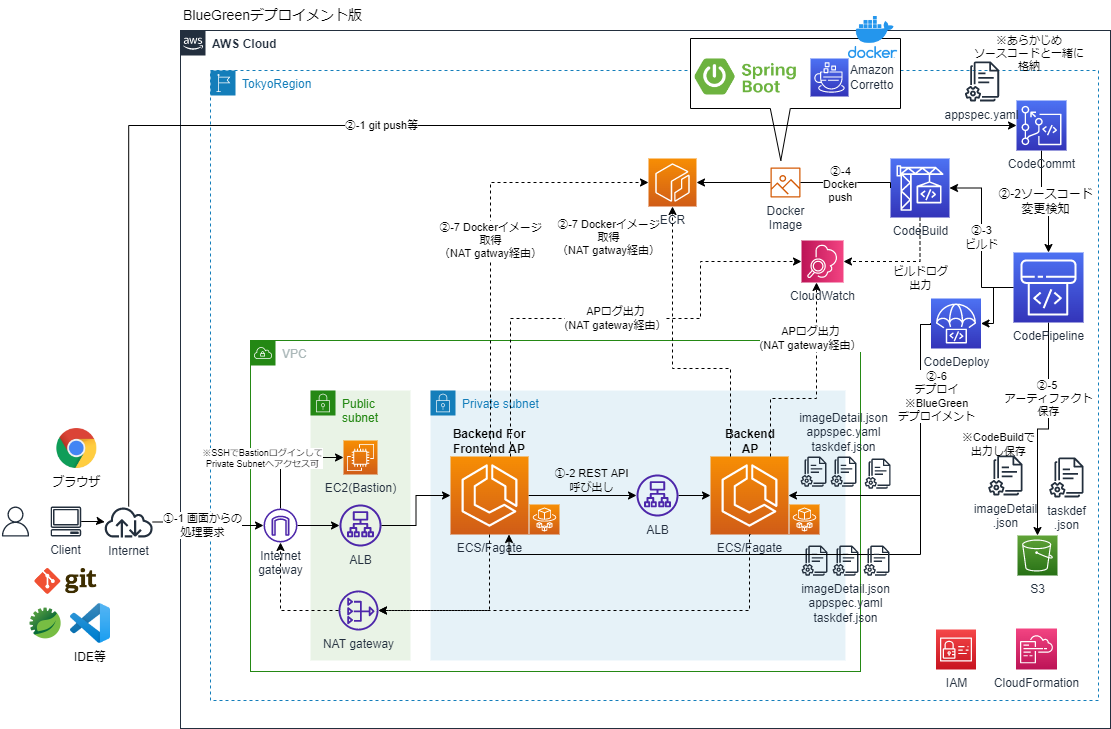 BlueGreenデプロイメント版
aws
AWS Cloud
TokyoRegion
Spring
Boot
docker
Amazon
Corretto
※あらかじめ
ソースコードと一緒に
格納
appspec.yaml
②-1 git push等
CodeCommt
②-2ソースコード
変更検知
②-4
Docker
push
Docker
Image
ECR
CodeBuild
②-3
ビルド
②-7 Dockerイメージ
取得
（NAT gatway経由）
②-7 Dockerイメージ
取得
（NAT gatway経由）
ビルドログ
出力
CloudWatch
APログ出力
（NAT gateway経由）
APログ出力
（NAT gateway経由）
CodePipeline
CodeDeploy
②-6
デプロイ
※BlueGreen
デプロイメント
②-5
アーティファクト
保存
VPC
Public
subnet
Private subnet
Backend For
Frontend AP
Backend
AP
imageDetail.json
appspec.yaml
taskdef.json
※CodeBuildで
出力し保存
imageDetail
.json
taskdef
.json
※SSHでBastionログインして
Private Subnetへアクセス可
EC2(Bastion)
①-2 REST API
呼び出し
ブラウザ
Client
Internet
①-1 画面からの
処理要求
Internet
gateway
ALB
ECS/Fagate
ALB
ECS/Fagate
imageDetail.json
appspec.yaml
taskdef.json
S3
git
NAT gateway
IDE等
IAM
CloudFormation